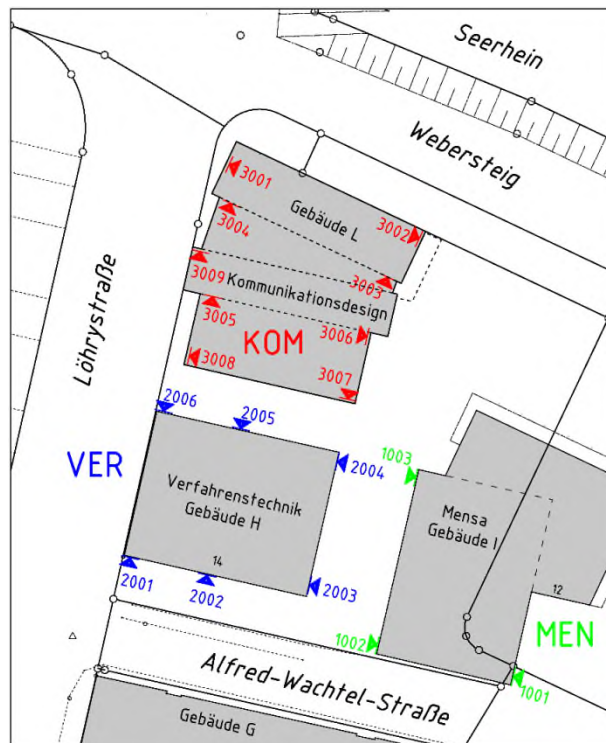 Seerhein
Webersteig
3001
Gebäude L
3002
3004
3003
3009
Kommunikationsdesign
3005
KOM
3006
3008
3007
Löhrystraße
2006
2005
VER
2004
1003
Verfahrenstechnik
Gebäude H
Mensa
Gebäude I
14
12
2001
2002
2003
1002
MEN
1001
Alfred-Wachtel-Straße
Gebäude G